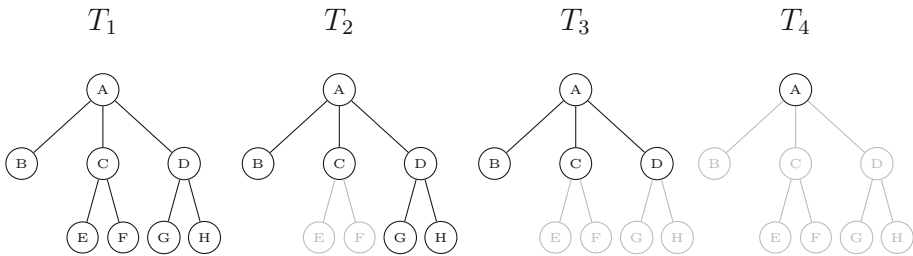 T1 T2 T3 T4
A A A A
B C D B C D B C D B C D
E F G H E F G H E F G H E F G H